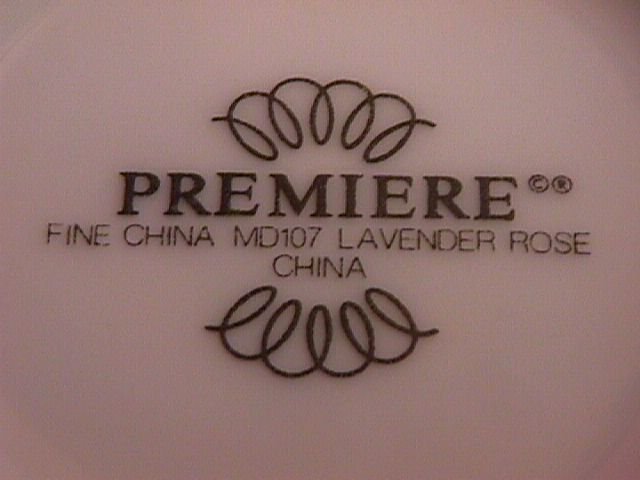 PREMIERE ©®
FINE CHINA MD107 LAVENDER ROSE
CHINA